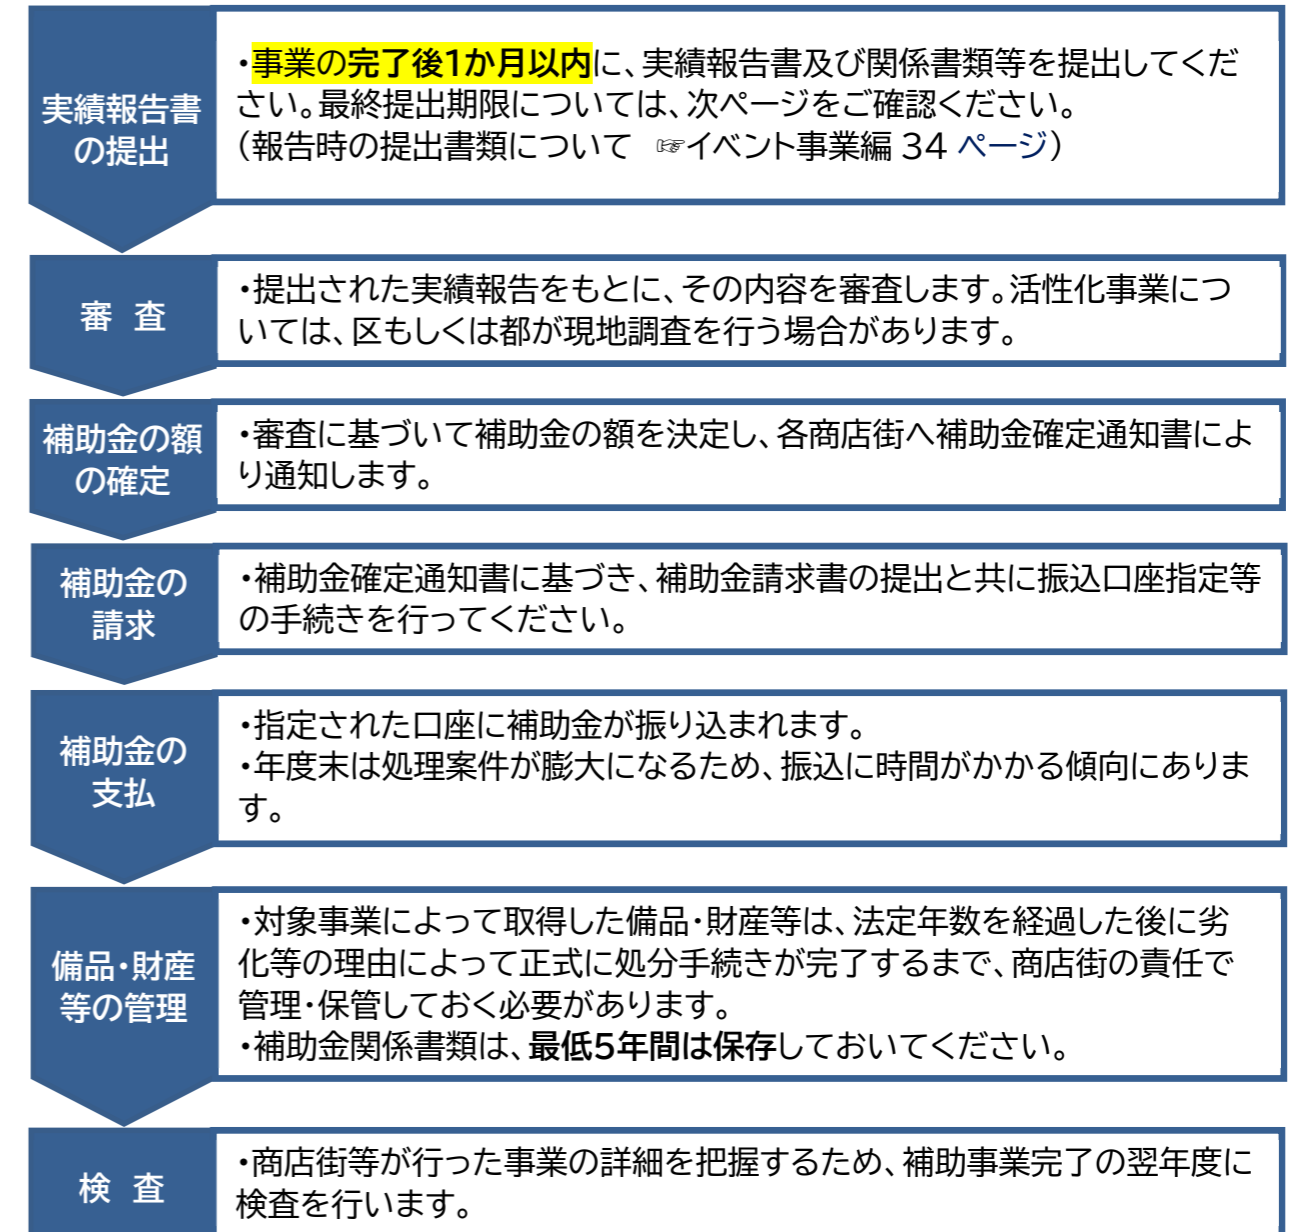 実績報告書
の提出
・事業の完了後1か月以内に、実績報告書及び関係書類等を提出してくだ
さい。最終提出期限については、次ページをご確認ください。
（報告時の提出書類について　☞イベント事業編 34 ページ）
審　査
・提出された実績報告をもとに、その内容を審査します。活性化事業につ
いては、区もしくは都が現地調査を行う場合があります。
補助金の額
の確定
・審査に基づいて補助金の額を決定し、各商店街へ補助金確定通知書によ
り通知します。
補助金の
請求
・補助金確定通知書に基づき、補助金請求書の提出と共に振込口座指定等
の手続きを行ってください。
補助金の
支払
・指定された口座に補助金が振り込まれます。
・年度末は処理案件が膨大になるため、振込に時間がかかる傾向にありま
す。
備品・財産
等の管理
・対象事業によって取得した備品・財産等は、法定年数を経過した後に劣
化等の理由によって正式に処分手続きが完了するまで、商店街の責任で
管理・保管しておく必要があります。
・補助金関係書類は、最低5年間は保存しておいてください。
検　査
・商店街等が行った事業の詳細を把握するため、補助事業完了の翌年度に
検査を行います。